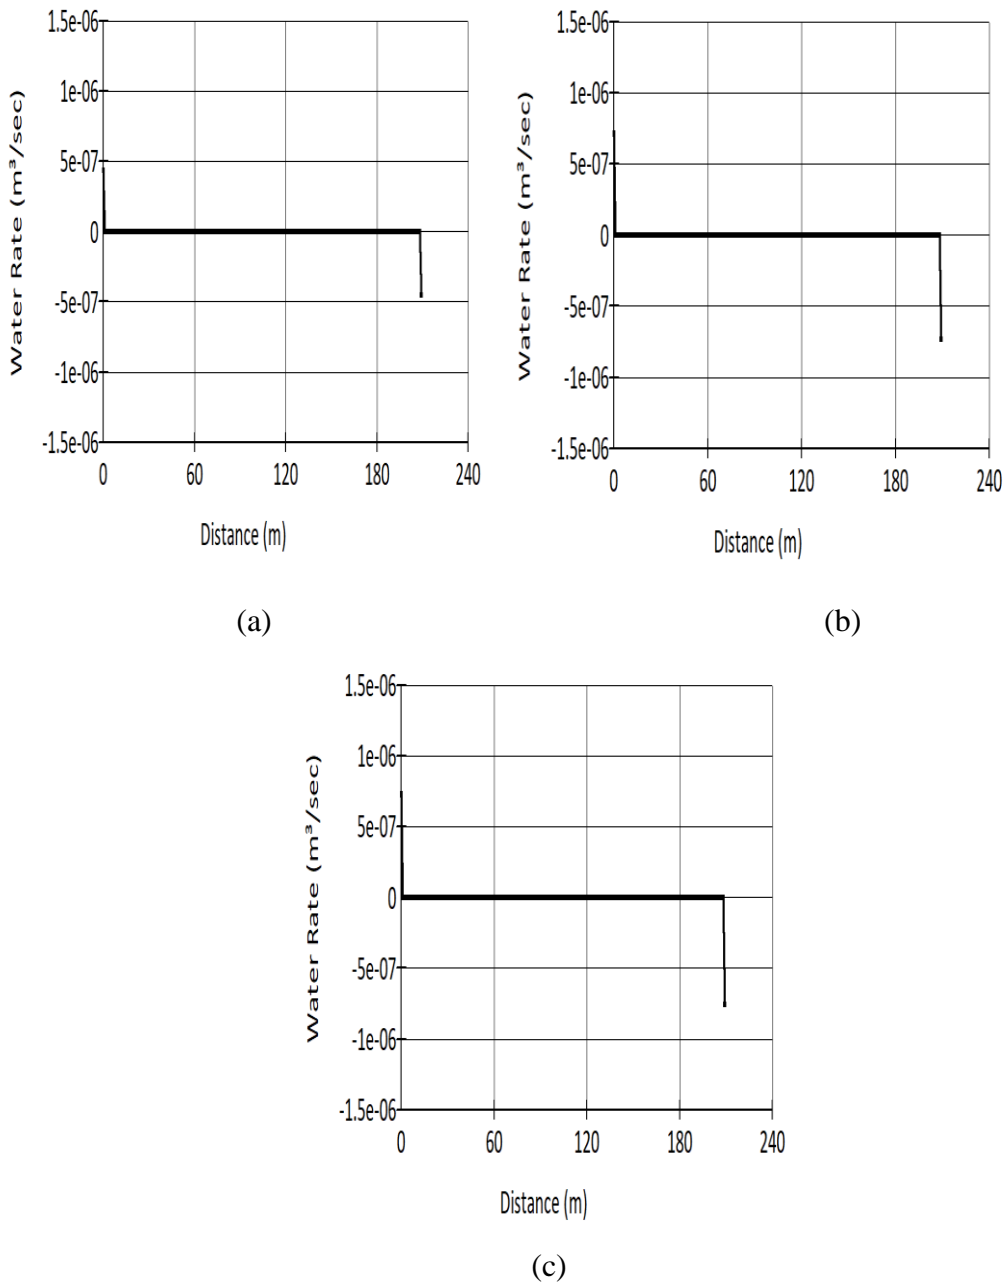 1.5e-06
1e-06
5e-07
0
-5e-07
-1e-06
-1.5e-06
Water Rate (m³/sec)
0 60 120 180 240
Distance (m)
(a)
1.5e-06
1e-06
5e-07
0
-5e-07
-1e-06
-1.5e-06
Water Rate (m³/sec)
0 60 120 180 240
Distance (m)
(b)
1.5e-06
1e-06
5e-07
0
-5e-07
-1e-06
-1.5e-06
Water Rate (m³/sec)
0 60 120 180 240
Distance (m)
(c)